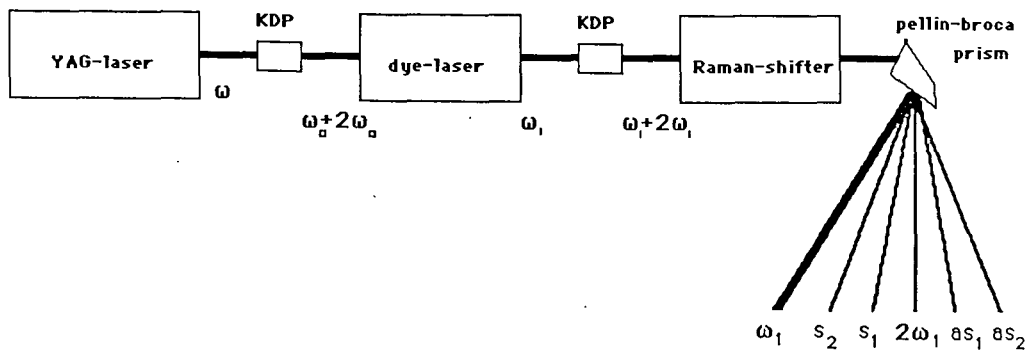 KDP
KDP
pellin-broca
prism
YAG-laser
dye-laser
Raman-shifter
ω
ω₀+2ω₀
ω₁
ω₁+2ω₁
ω₁ s₂ s₁ 2ω₁ as₁ as₂